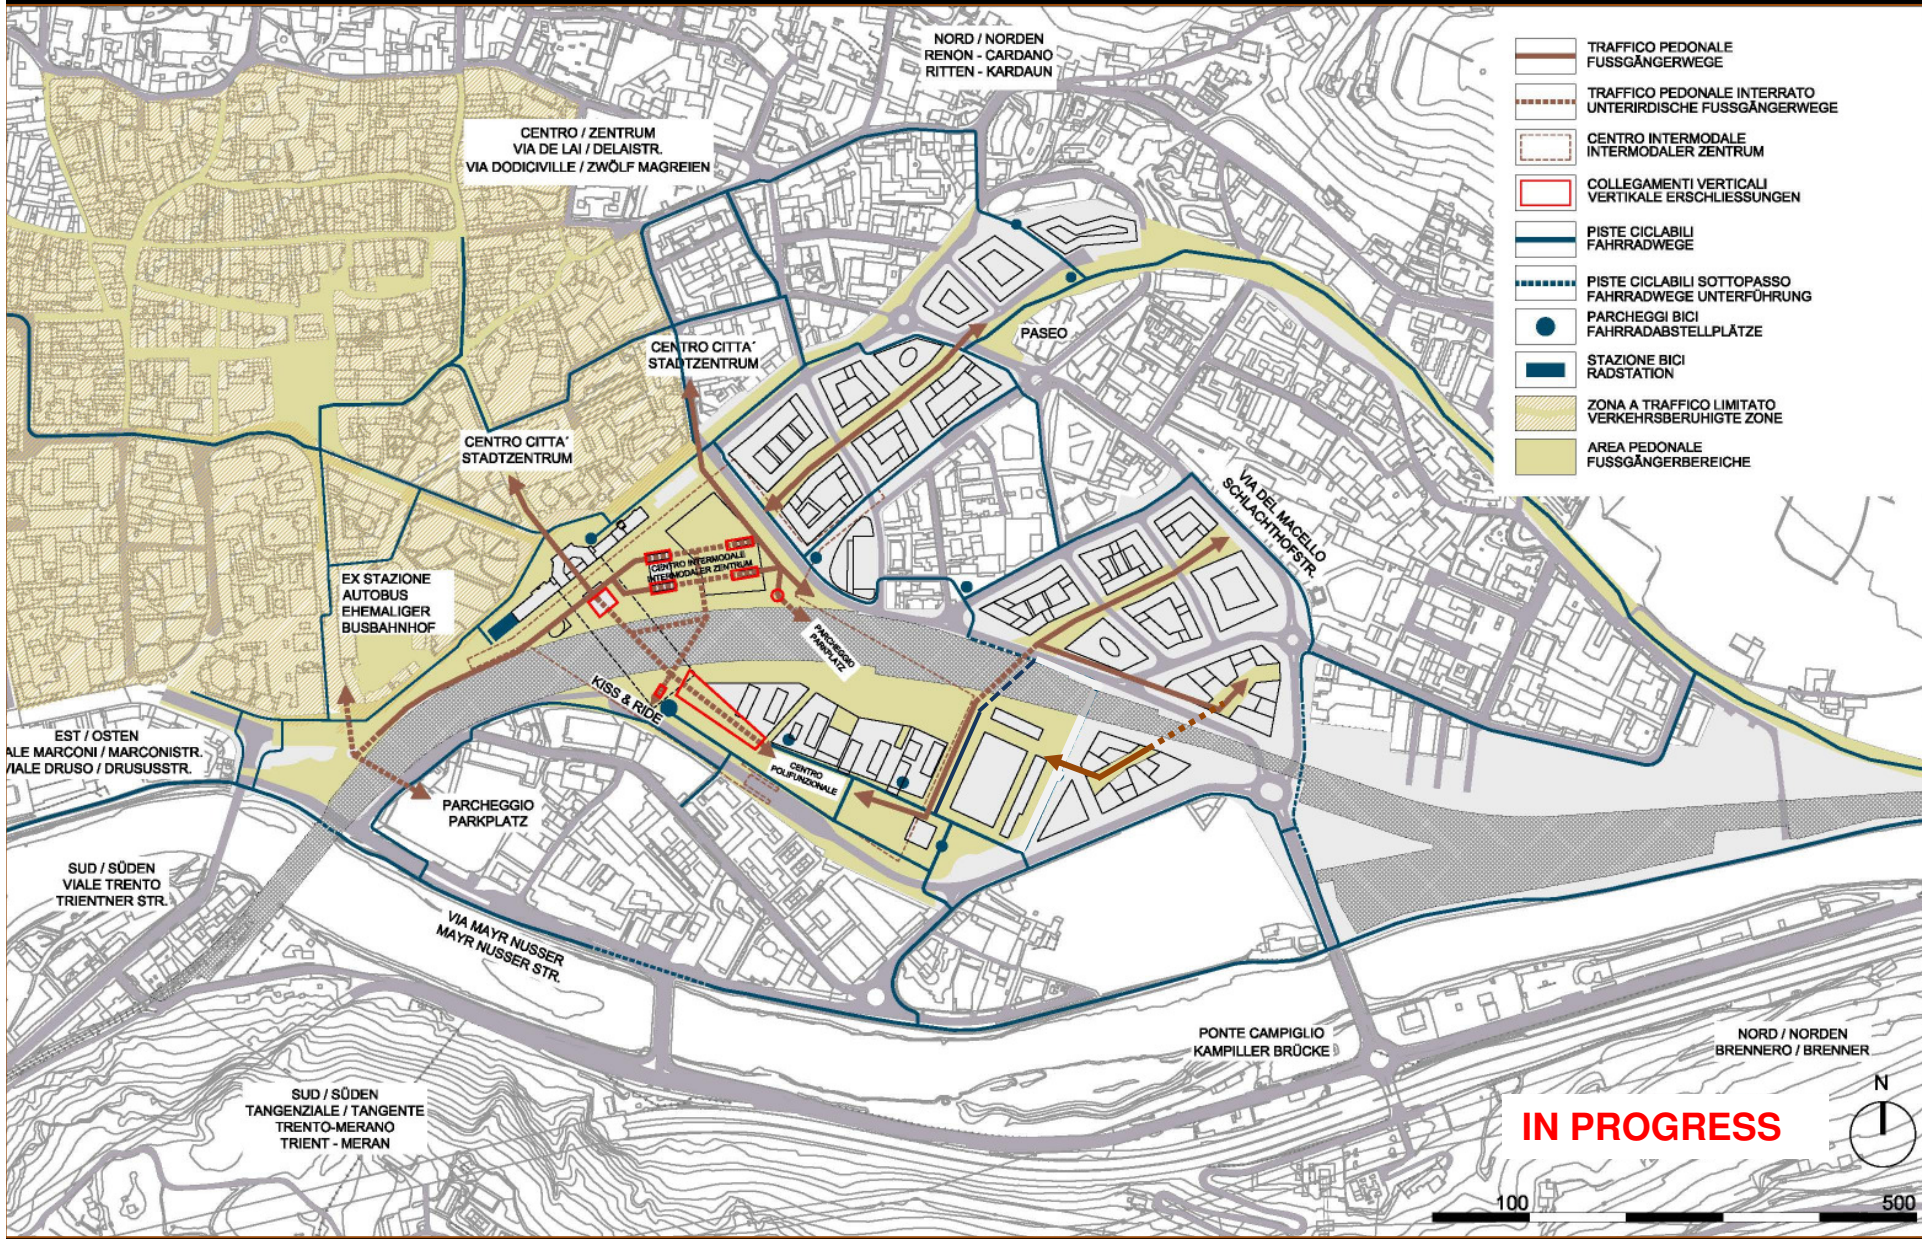 NORD / NORDEN
RENON - CARDANO
RITTEN - KARDAUN
CENTRO / ZENTRUM
VIA DE LAI / DELAISTR.
VIA DODICIVILLE / ZWÖLF MAGREIEN
TRAFFICO PEDONALE
FUSSGÄNGERWEGE
TRAFFICO PEDONALE INTERRATO
UNTERIRDISCHE FUSSGÄNGERWEGE
CENTRO INTERMODALE
INTERMODALER ZENTRUM
COLLEGAMENTI VERTICALI
VERTIKALE ERSCHLIESSUNGEN
PISTE CICLABILI
FAHRRADWEGE
PISTE CICLABILI SOTTOPASSO
FAHRRADWEGE UNTERFÜHRUNG
PARCHEGGI BICI
FAHRRADABSTELLPLÄTZE
STAZIONE BICI
RADSTATION
ZONA A TRAFFICO LIMITATO
VERKEHRSBERUHIGTE ZONE
AREA PEDONALE
FUSSGÄNGERBEREICHE
PASEO
CENTRO CITTA´
STADTZENTRUM
CENTRO CITTA´
STADTZENTRUM
VIA DEL MACELLO
SCHLACHTHOFSTR.
CENTRO INTERMODALE
INTERMODALER ZENTRUM
EX STAZIONE
AUTOBUS
EHEMALIGER
BUSBAHNHOF
PARCHEGGIO
PARKPLATZ
KISS & RIDE
EST / OSTEN
ALE MARCONI / MARCONISTR.
VIALE DRUSO / DRUSUSSTR.
CENTRO
POLIFUNZIONALE
PARCHEGGIO
PARKPLATZ
SUD / SÜDEN
VIALE TRENTO
TRIENTNER STR.
VIA MAYR NUSSER
MAYR NUSSER STR.
PONTE CAMPIGLIO
KAMPILLER BRÜCKE
NORD / NORDEN
BRENNERO / BRENNER
SUD / SÜDEN
TANGENZIALE / TANGENTE
TRENTO-MERANO
TRIENT - MERAN
N
IN PROGRESS
100
500